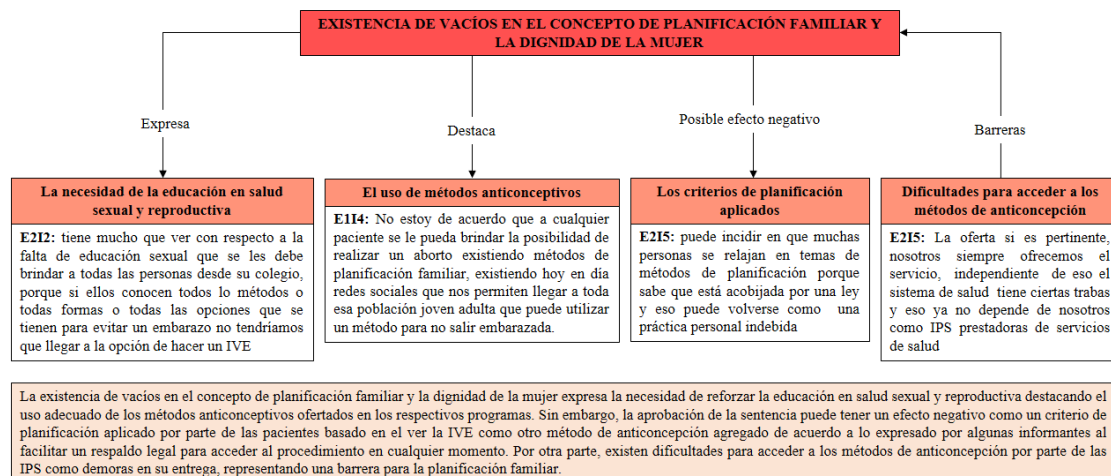 EXISTENCIA DE VACÍOS EN EL CONCEPTO DE PLANIFICACIÓN FAMILIAR Y
LA DIGNIDAD DE LA MUJER
Expresa
Destaca
Posible efecto negativo
Barreras
La necesidad de la educación en salud
sexual y reproductiva
E2I2: tiene mucho que ver con respecto a la
falta de educación sexual que se les debe
brindar a todas las personas desde su colegio,
porque si ellos conocen todos lo métodos o
todas formas o todas las opciones que se
tienen para evitar un embarazo no tendríamos
que llegar a la opción de hacer un IVE
El uso de métodos anticonceptivos
E1I4: No estoy de acuerdo que a cualquier
paciente se le pueda brindar la posibilidad de
realizar un aborto existiendo métodos de
planificación familiar, existiendo hoy en día
redes sociales que nos permiten llegar a toda
esa población joven adulta que puede utilizar
un método para no salir embarazada.
Los criterios de planificación
aplicados
E2I5: puede incidir en que muchas
personas se relajan en temas de
métodos de planificación porque
sabe que está acobijada por una ley
y eso puede volverse como una
práctica personal indebida
Dificultades para acceder a los
métodos de anticoncepción
E2I5: La oferta si es pertinente,
nosotros siempre ofrecemos el
servicio, independiente de eso el
sistema de salud tiene ciertas trabas
y eso ya no depende de nosotros
como IPS prestadores de servicios
de salud
La existencia de vacíos en el concepto de planificación familiar y la dignidad de la mujer expresa la necesidad de reforzar la educación en salud sexual y reproductiva destacando el
uso adecuado de los métodos anticonceptivos ofertados en los respectivos programas. Sin embargo, la aprobación de la sentencia puede tener un efecto negativo como un criterio de
planificación aplicado por parte de las pacientes basado en el ver la IVE como otro método de anticoncepción agregado de acuerdo a lo expresado por algunas informantes al
facilitar un respaldo legal para acceder al procedimiento en cualquier momento. Por otra parte, existen dificultades para acceder a los métodos de anticoncepción por parte de las
IPS como demoras en su entrega, representando una barrera para la planificación familiar.